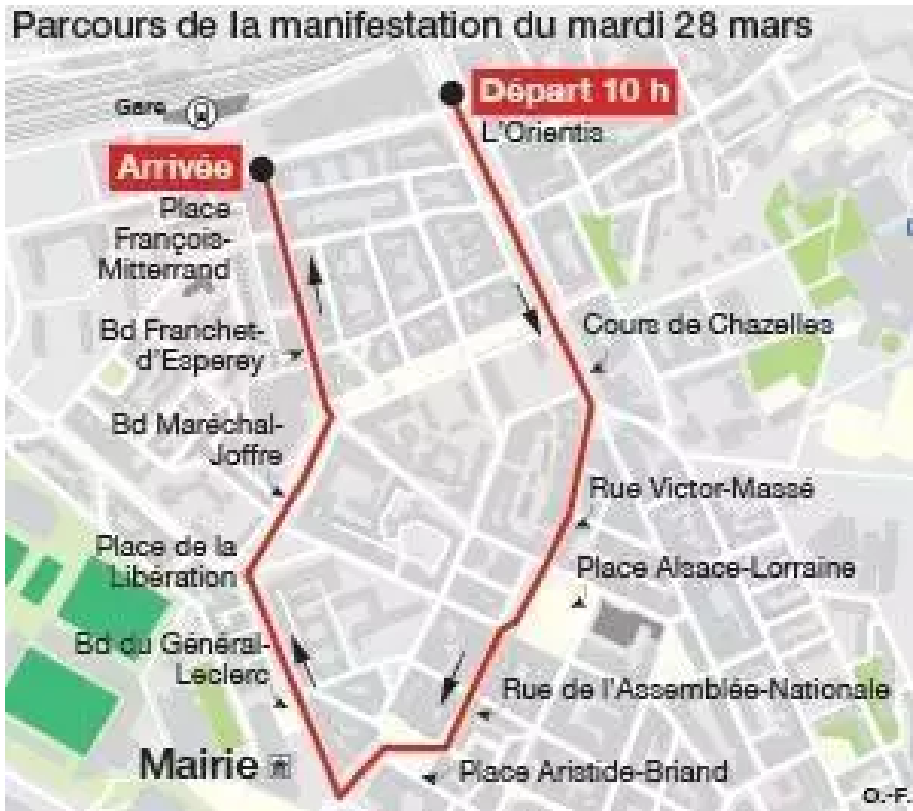 Parcours de la manifestation du mardi 28 mars
Gare
Départ 10 h
L'Orientis
Arrivée
Place
François-
Mitterrand
Cours de Chazelles
Bd Franchet-
d'Esperey
Bd Maréchal-
Joffre
Rue Victor-Massé
Place de la
Libération
Place Alsace-Lorraine
Bd du Général-
Leclerc
Rue de l'Assemblée-Nationale
Mairie
Place Aristide-Briand
O.-F.